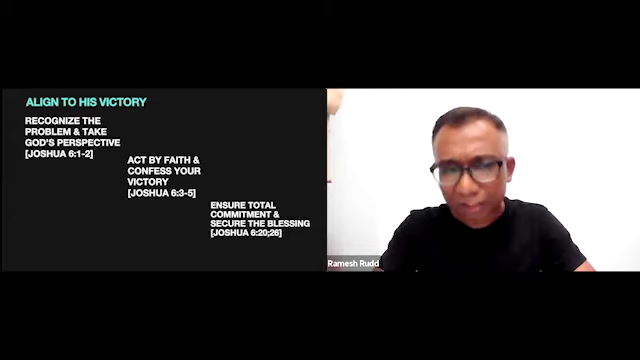 ALIGN TO HIS VICTORY
RECOGNIZE THE
PROBLEM & TAKE
GOD'S PERSPECTIVE
[JOSHUA 6:1-2]
ACT BY FAITH &
CONFESS YOUR
VICTORY
[JOSHUA 6:3-5]
ENSURE TOTAL
COMMITMENT &
SECURE THE BLESSING
[JOSHUA 6:20;26]
Ramesh Rudd